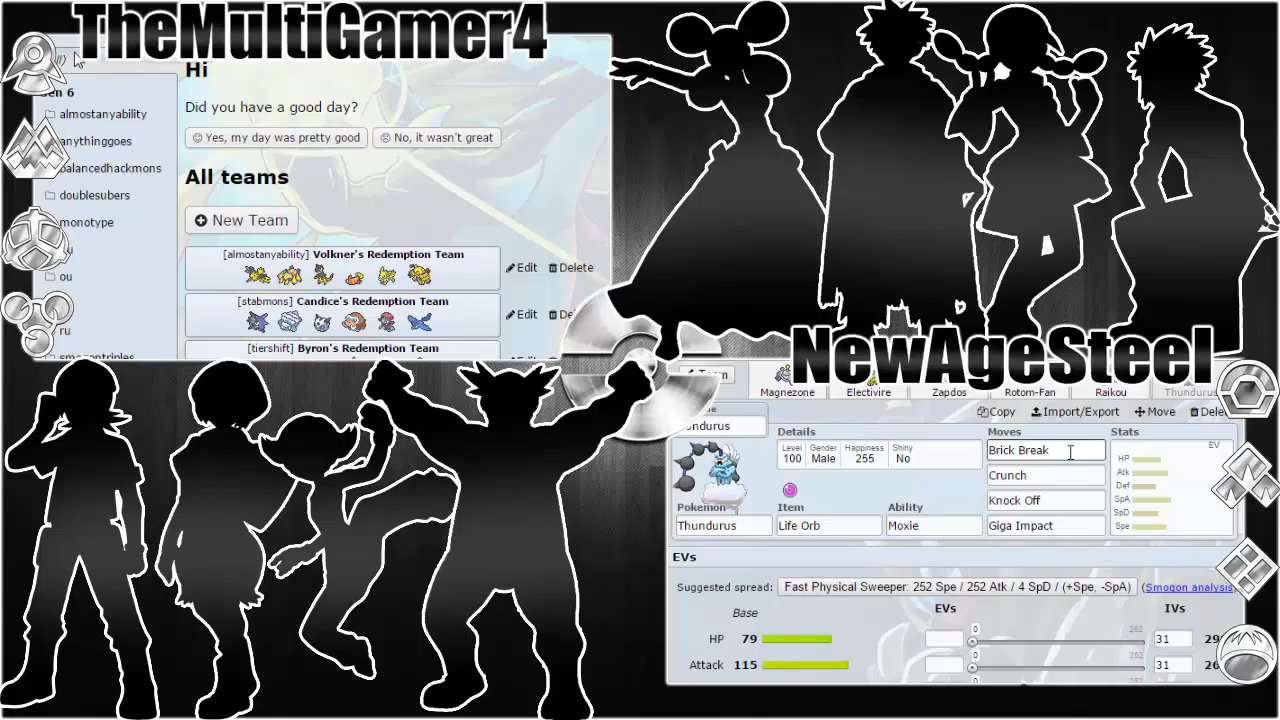 TheMultiGamer4
Hi
Did you have a good day?
Yes, my day was pretty good
No, it wasn't great
All teams
New Team
almostanyability
anythinggoes
balancedhackmons
doublesubers
monotype
ou
ru
[almostanyability] Volkner's Redemption Team
Edit Delete
[stabmons] Candice's Redemption Team
Edit
[tiershift] Byron's Redemption Team
NewAgeSteel
Team
Magnezone Electivire Zapdos Rotom-Fan Raikou Thundurus
Copy Import/Export Move
Details Moves Stats
Level Gender Happiness Shiny
100 Male 255 No
Brick Break
Crunch
Knock Off
Giga Impact
EV
HP
Atk
Def
SpA
SpD
Spe
Pokemon Item Ability
Thundurus Life Orb Moxie
EVs
Suggested spread: Fast Physical Sweeper: 252 Spe / 252 Atk / 4 SpD / (+Spe, -SpA) (Smogon analysis
Base EVs IVs
HP 79 0 252 31
Attack 115 0 252 31